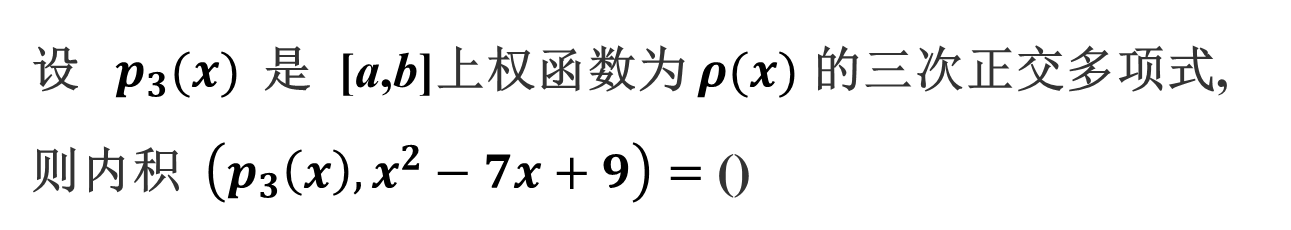 设 p₃(x) 是 [a,b]上权函数为 ρ(x) 的三次正交多项式,
则内积 (p₃(x), x² − 7x + 9) = ()